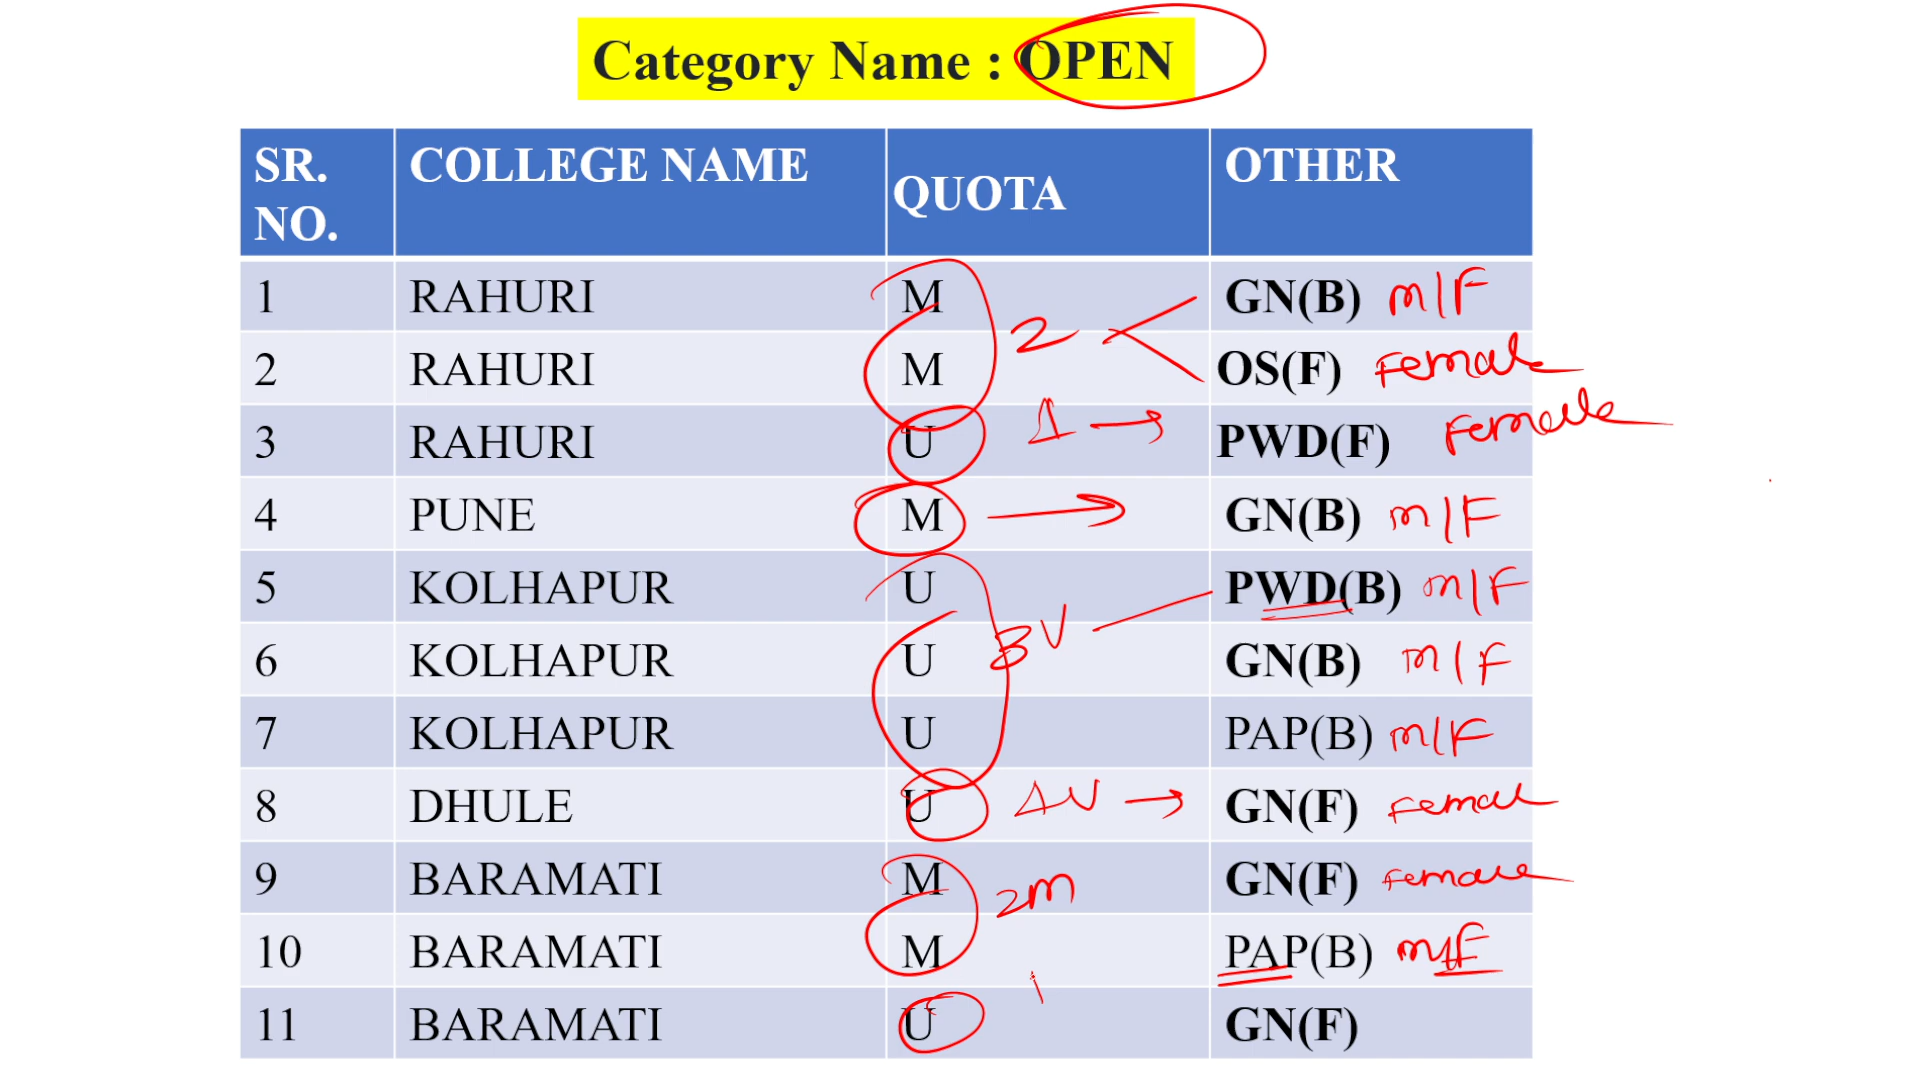 Category Name : OPEN
SR. NO. COLLEGE NAME QUOTA OTHER
1 RAHURI M GN(B) M/F
2 RAHURI M 2 OS(F) Female
3 RAHURI U 1 → PWD(F) Female
4 PUNE M → GN(B) M/F
5 KOLHAPUR U PWD(B) M/F
6 KOLHAPUR U 3U GN(B) M/F
7 KOLHAPUR U PAP(B) M/F
8 DHULE U 1U → GN(F) Female
9 BARAMATI M GN(F) Female
10 BARAMATI M 2M PAP(B) M/F
11 BARAMATI U GN(F)